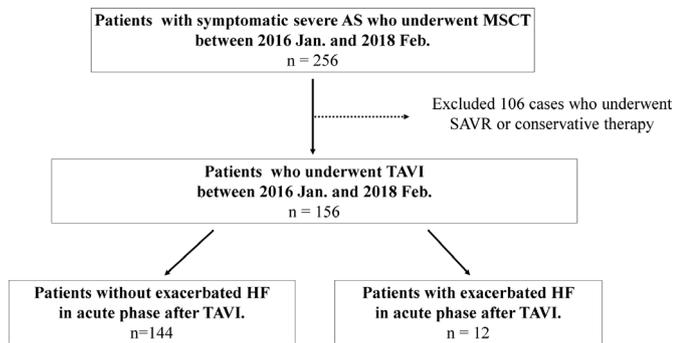 Patients with symptomatic severe AS who underwent MSCT
between 2016 Jan. and 2018 Feb.
n = 256
Excluded 106 cases who underwent
SAVR or conservative therapy
Patients who underwent TAVI
between 2016 Jan. and 2018 Feb.
n = 156
Patients without exacerbated HF
in acute phase after TAVI.
n=144
Patients with exacerbated HF
in acute phase after TAVI.
n = 12